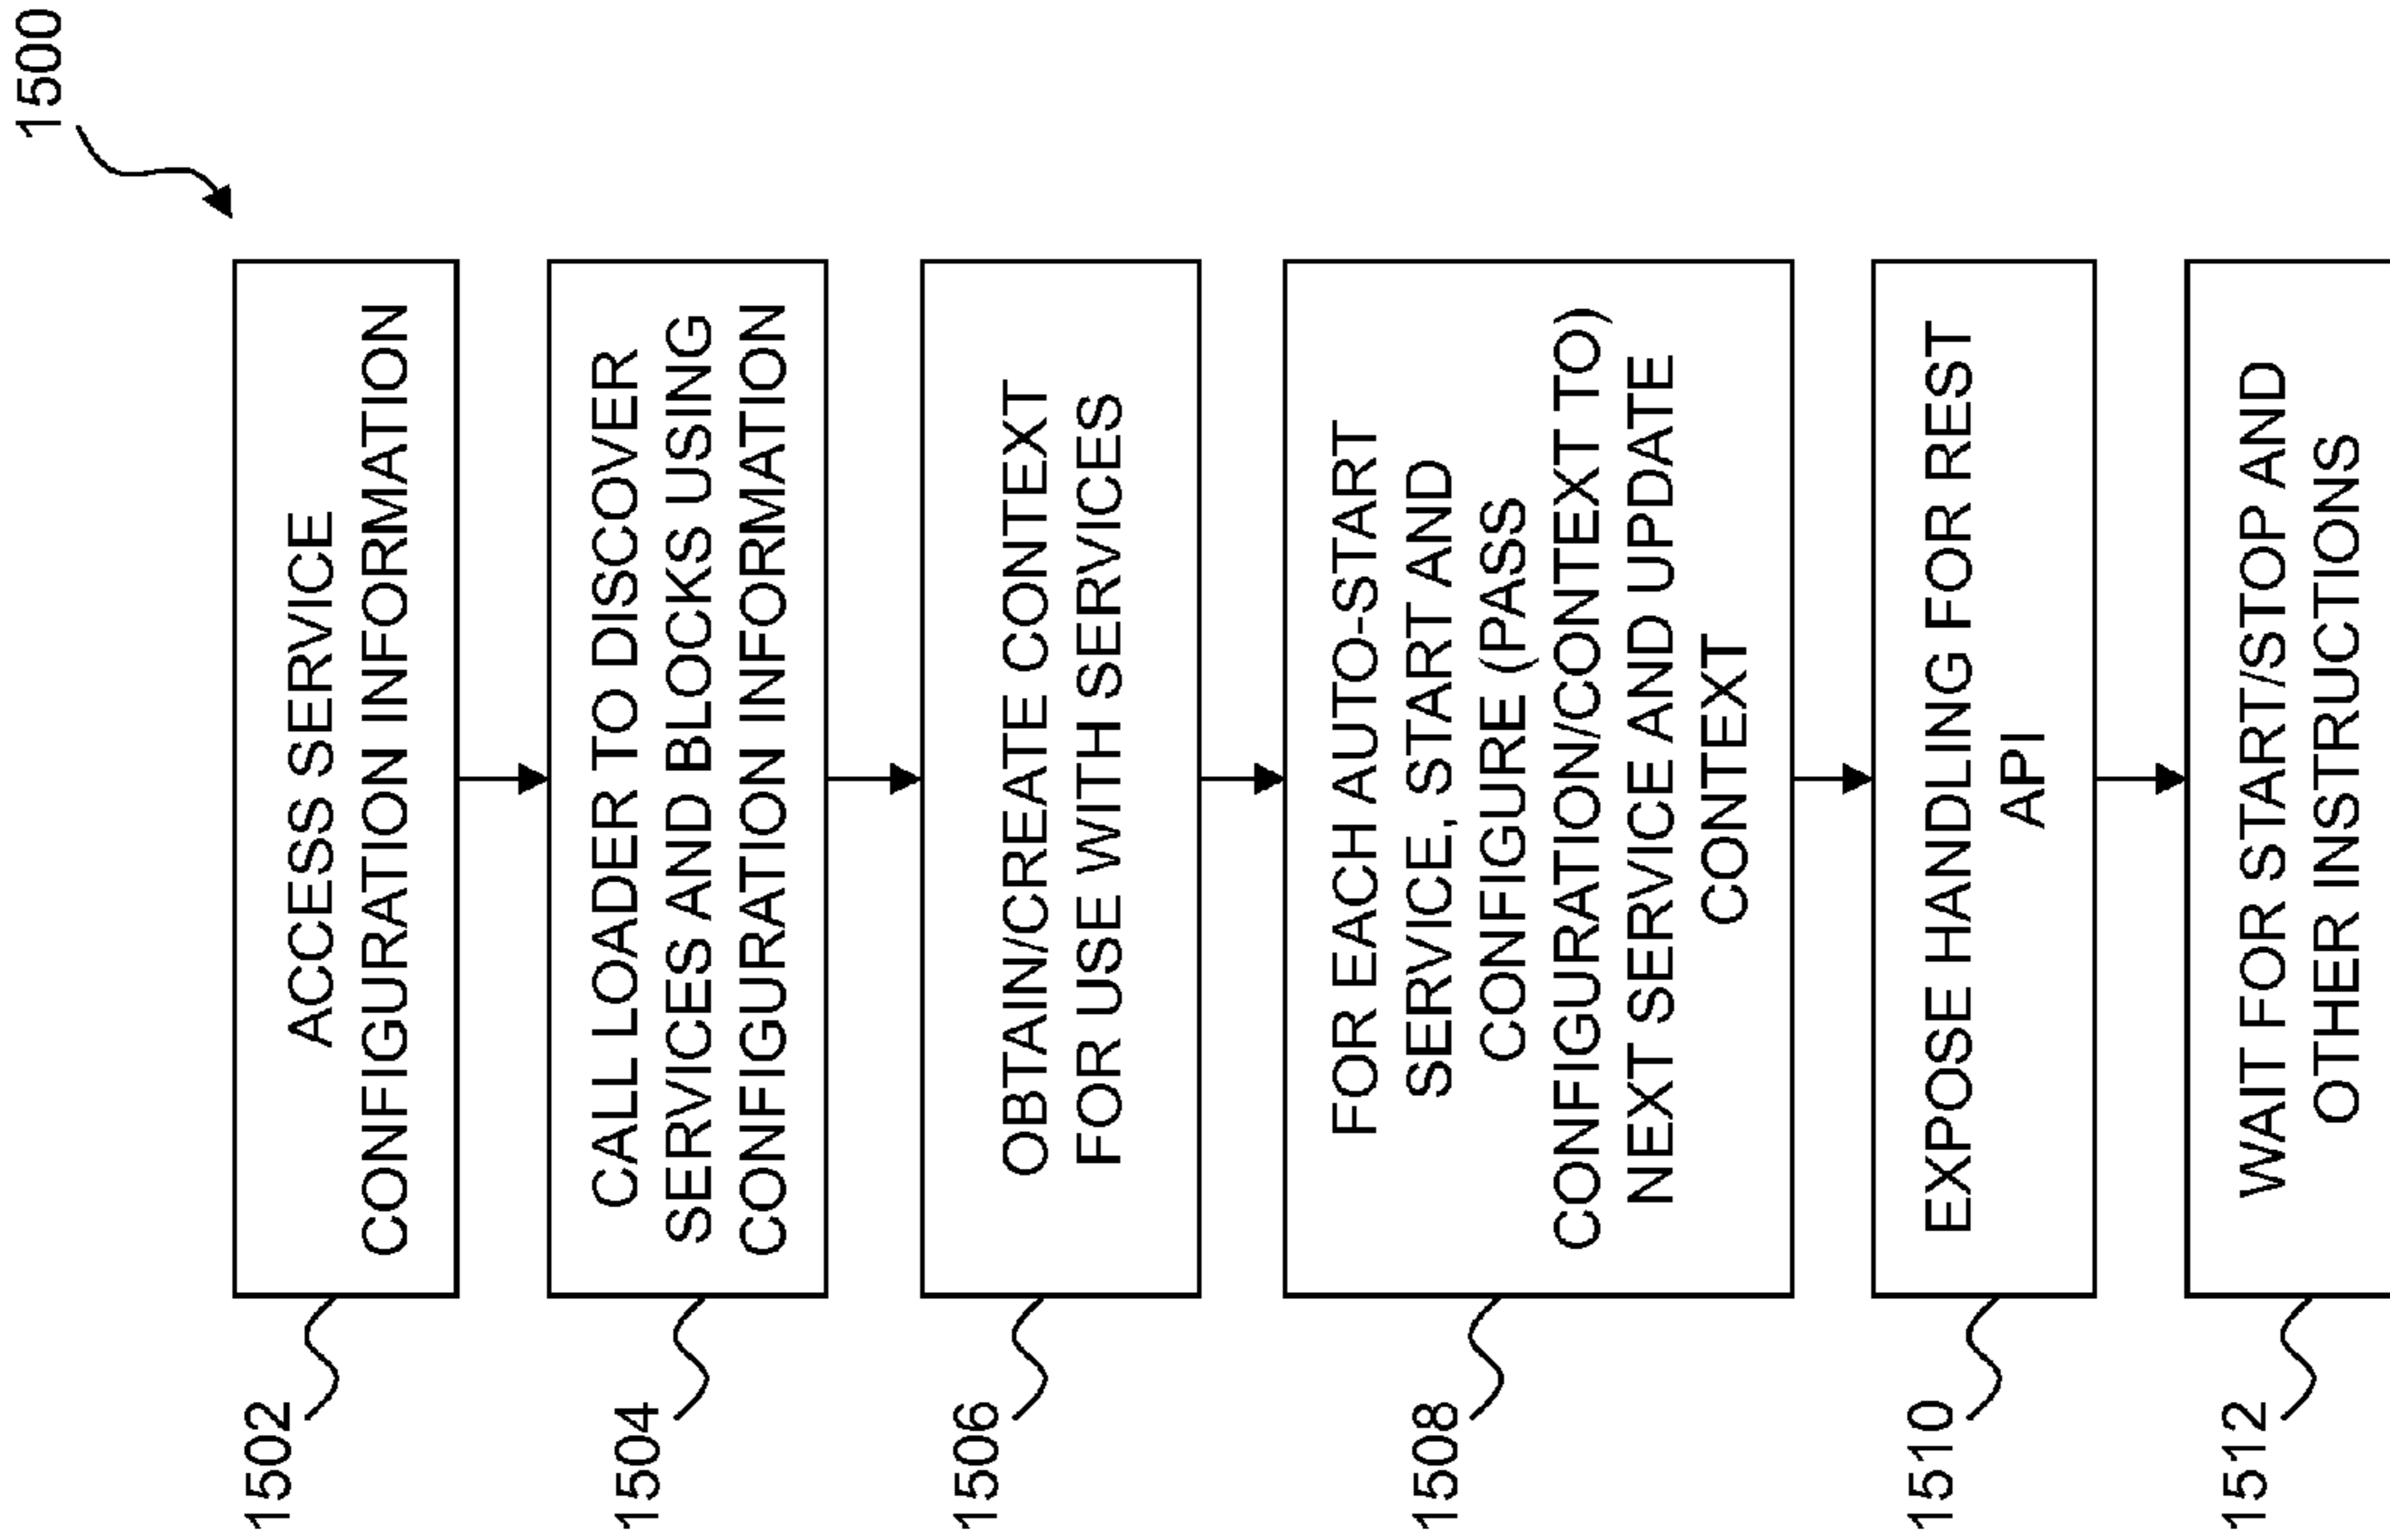 1500
1502
ACCESS SERVICE
CONFIGURATION INFORMATION
1504
CALL LOADER TO DISCOVER
SERVICES AND BLOCKS USING
CONFIGURATION INFORMATION
1506
OBTAIN/CREATE CONTEXT
FOR USE WITH SERVICES
1508
FOR EACH AUTO-START
SERVICE, START AND
CONFIGURE (PASS
CONFIGURATION/CONTEXT TO)
NEXT SERVICE AND UPDATE
CONTEXT
1510
EXPOSE HANDLING FOR REST
API
1512
WAIT FOR START/STOP AND
OTHER INSTRUCTIONS